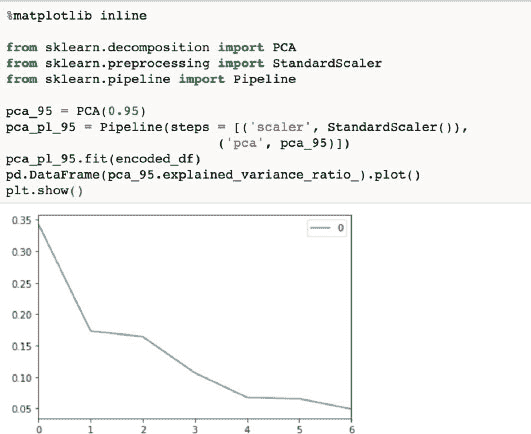 %matplotlib inline
from sklearn.decomposition import PCA
from sklearn.preprocessing import StandardScaler
from sklearn.pipeline import Pipeline
pca_95 = PCA(0.95)
pca_pl_95 = Pipeline(steps = [('scaler', StandardScaler()),
('pca', pca_95)])
pca_pl_95.fit(encoded_df)
pd.DataFrame(pca_95.explained_variance_ratio_).plot()
plt.show()
0.35
0
0.30
0.25
0.20
0.15
0.10
0.05
0 1 2 3 4 5 6